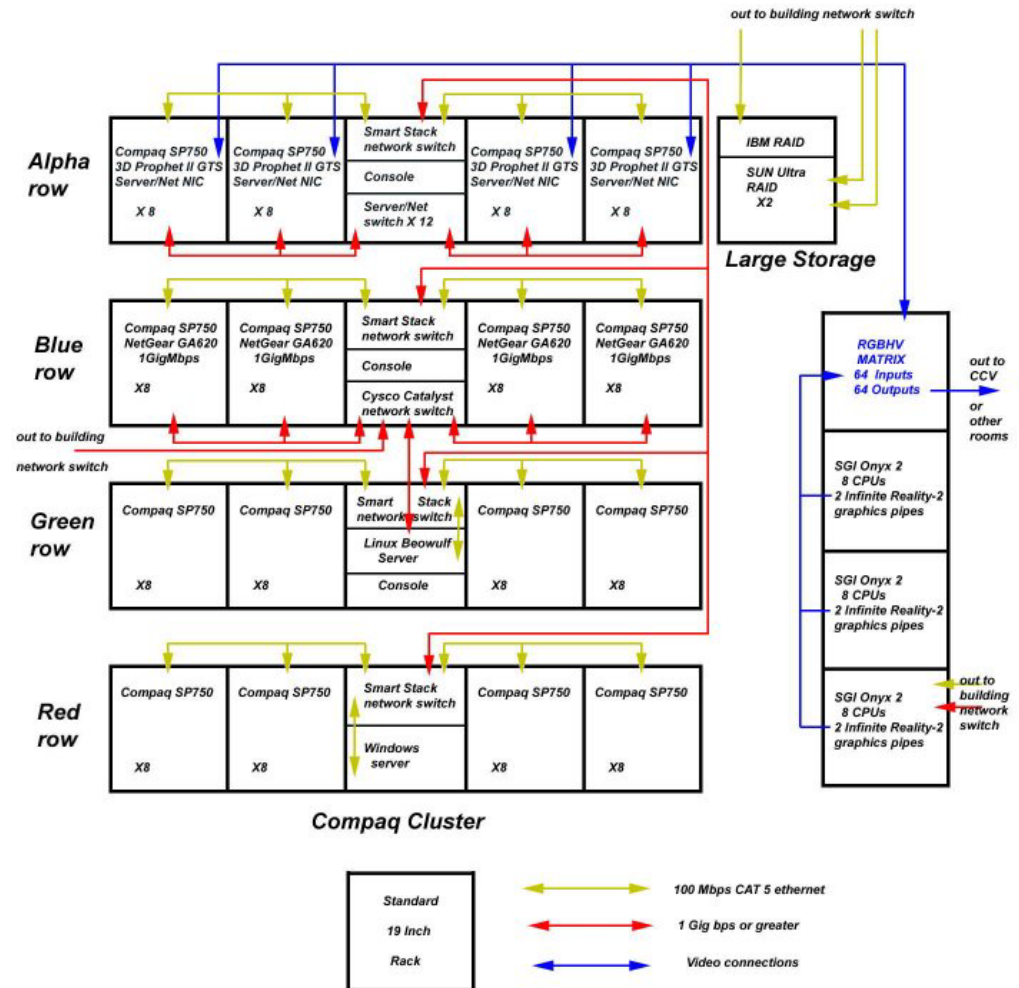 out to building network switch
Alpha
row
Compaq SP750
3D Prophet II GTS
Server/Net NIC
X 8
Compaq SP750
3D Prophet II GTS
Server/Net NIC
X 8
Smart Stack
network switch
Console
Server/Net
switch X 12
Compaq SP750
3D Prophet II GTS
Server/Net NIC
X 8
Compaq SP750
3D Prophet II GTS
Server/Net NIC
X 8
IBM RAID
SUN Ultra
RAID
X2
Large Storage
Blue
row
Compaq SP750
NetGear GA620
1GigMbps
X8
Compaq SP750
NetGear GA620
1GigMbps
X8
Smart Stack
network switch
Console
Cysco Catalyst
network switch
Compaq SP750
NetGear GA620
1GigMbps
X8
Compaq SP750
NetGear GA620
1GigMbps
X8
out to building
network switch
RGBHV
MATRIX
64 Inputs
64 Outputs
out to
CCV
or
other
rooms
Green
row
Compaq SP750
X8
Compaq SP750
X8
Smart Stack
network switch
Linux Beowulf
Server
Console
Compaq SP750
X8
Compaq SP750
X8
SGI Onyx 2
8 CPUs
2 Infinite Reality-2
graphics pipes
SGI Onyx 2
8 CPUs
2 Infinite Reality-2
graphics pipes
Red
row
Compaq SP750
X8
Compaq SP750
X8
Smart Stack
network switch
Windows
server
Compaq SP750
X8
Compaq SP750
X8
SGI Onyx 2
8 CPUs
2 Infinite Reality-2
graphics pipes
out to
building
network
switch
Compaq Cluster
Standard
19 Inch
Rack
100 Mbps CAT 5 ethernet
1 Gig bps or greater
Video connections